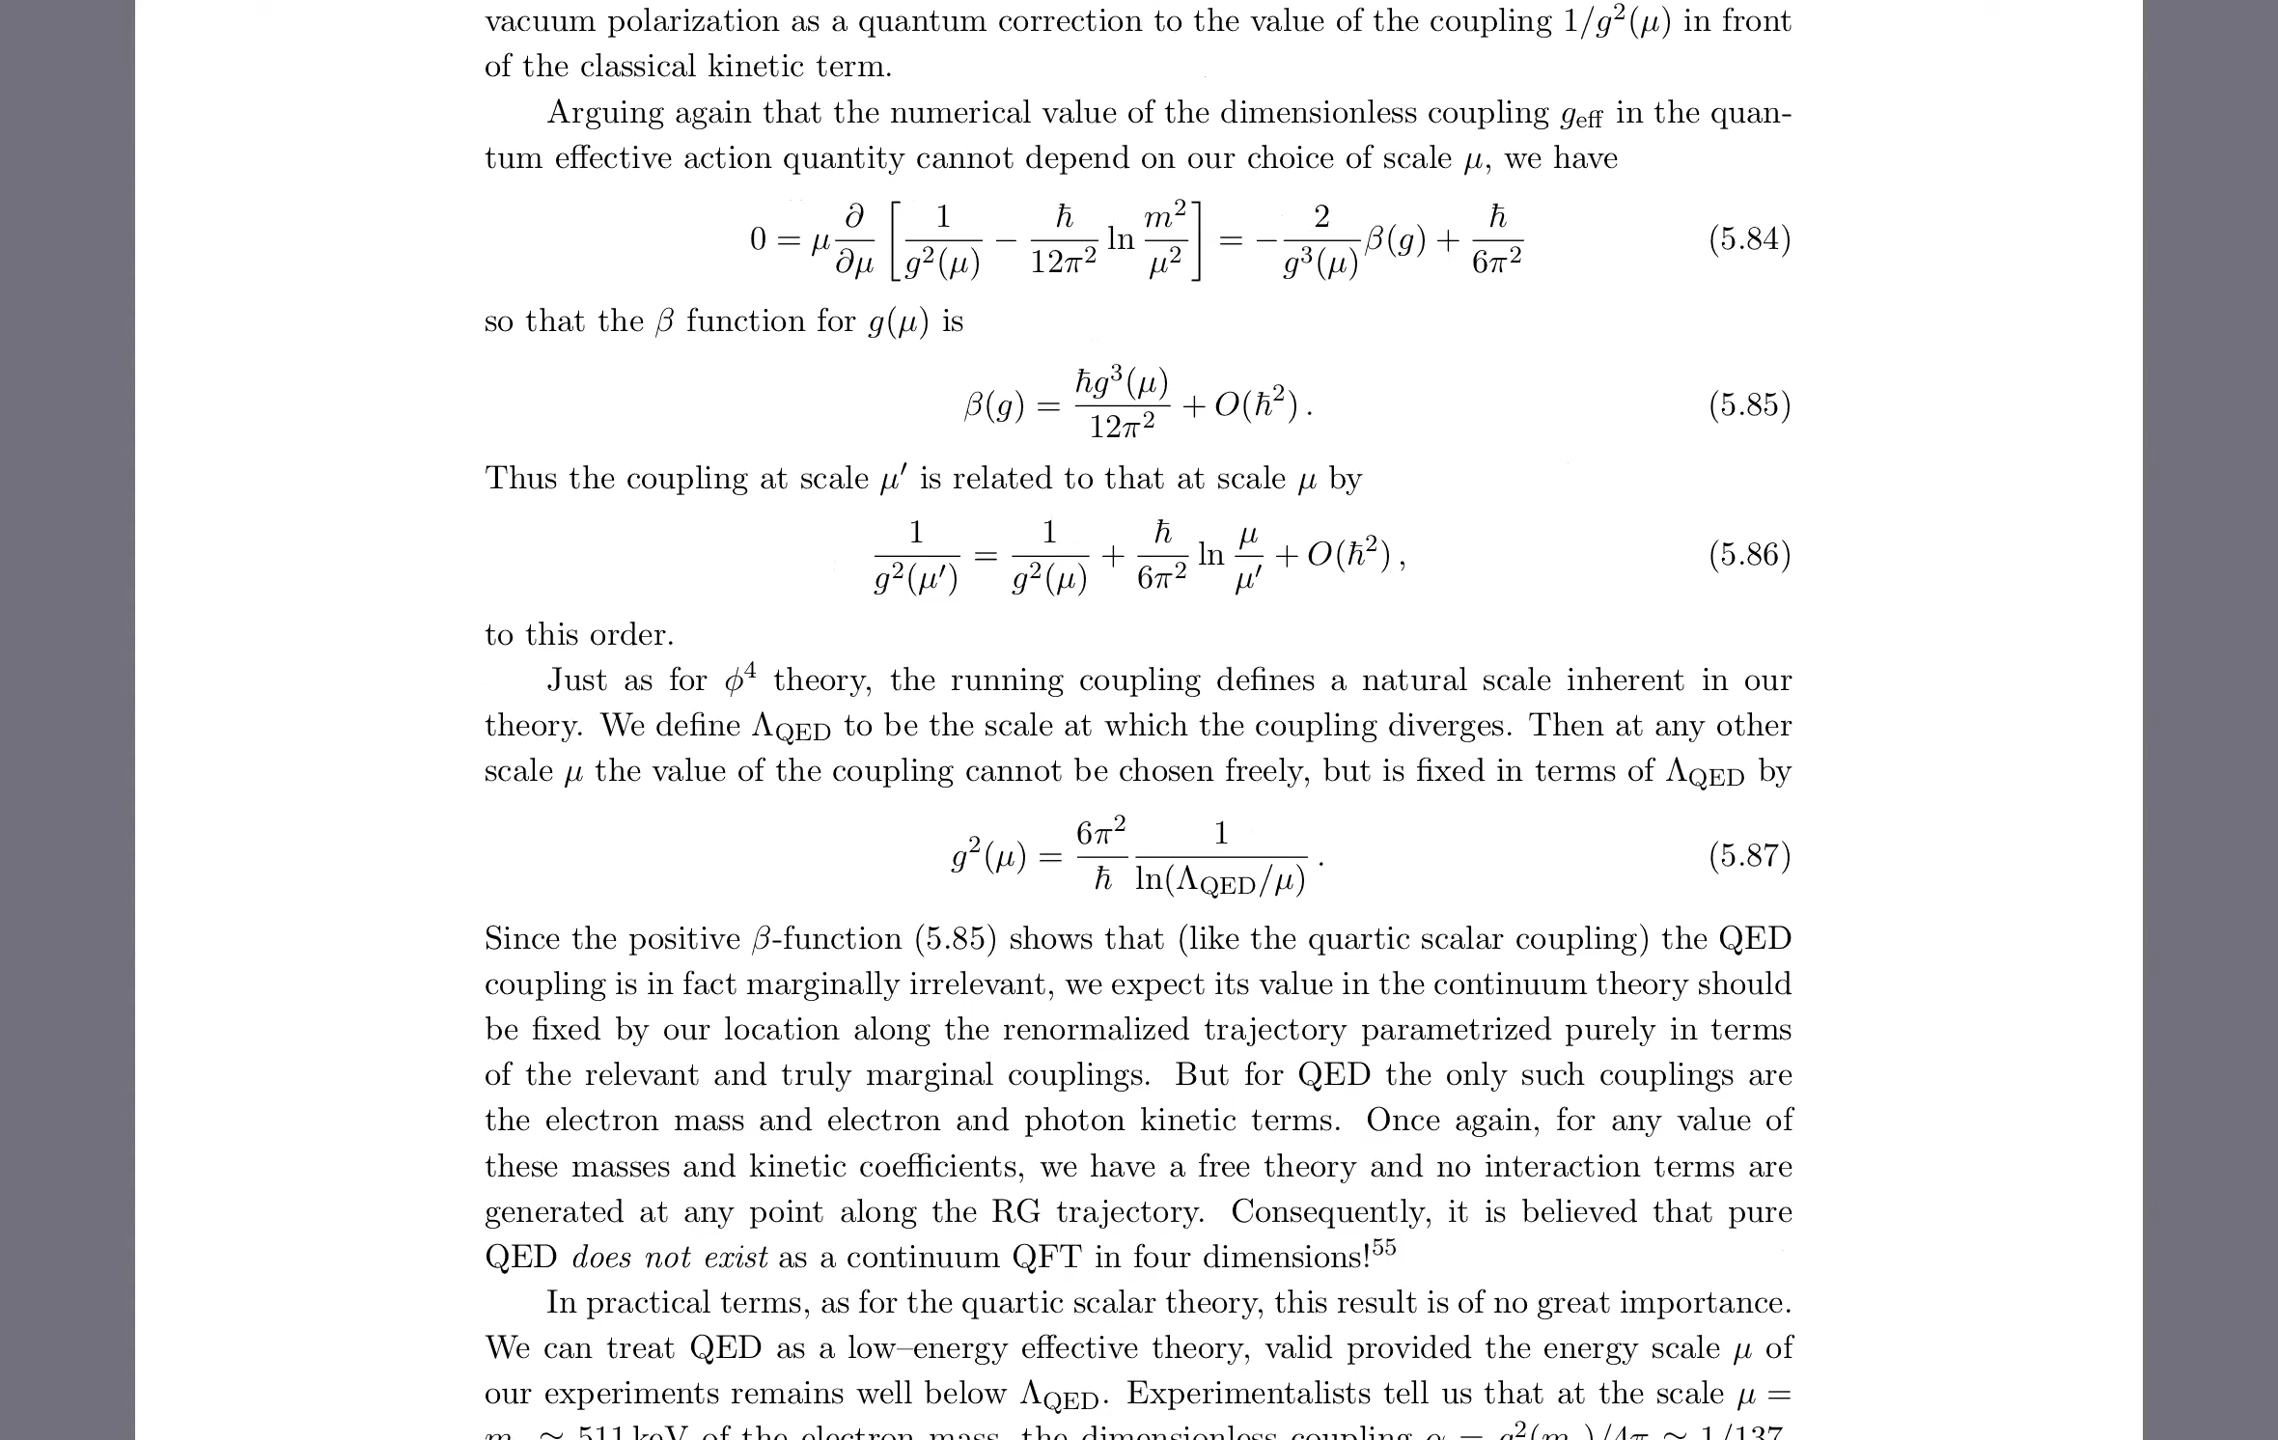 vacuum polarization as a quantum correction to the value of the coupling 1/g²(μ) in front
of the classical kinetic term.
Arguing again that the numerical value of the dimensionless coupling g_eff in the quan-
tum effective action quantity cannot depend on our choice of scale μ, we have
0 = μ ∂/∂μ [ 1/g²(μ) − ħ/12π² ln m²/μ² ] = − 2/g³(μ) β(g) + ħ/6π² (5.84)
so that the β function for g(μ) is
β(g) = ħg³(μ)/12π² + O(ħ²) . (5.85)
Thus the coupling at scale μ′ is related to that at scale μ by
1/g²(μ′) = 1/g²(μ) + ħ/6π² ln μ/μ′ + O(ħ²) , (5.86)
to this order.
Just as for ϕ⁴ theory, the running coupling defines a natural scale inherent in our
theory. We define Λ_QED to be the scale at which the coupling diverges. Then at any other
scale μ the value of the coupling cannot be chosen freely, but is fixed in terms of Λ_QED by
g²(μ) = 6π²/ħ 1/ln(Λ_QED/μ) . (5.87)
Since the positive β-function (5.85) shows that (like the quartic scalar coupling) the QED
coupling is in fact marginally irrelevant, we expect its value in the continuum theory should
be fixed by our location along the renormalized trajectory parametrized purely in terms
of the relevant and truly marginal couplings. But for QED the only such couplings are
the electron mass and electron and photon kinetic terms. Once again, for any value of
these masses and kinetic coefficients, we have a free theory and no interaction terms are
generated at any point along the RG trajectory. Consequently, it is believed that pure
QED does not exist as a continuum QFT in four dimensions!⁵⁵
In practical terms, as for the quartic scalar theory, this result is of no great importance.
We can treat QED as a low–energy effective theory, valid provided the energy scale μ of
our experiments remains well below Λ_QED. Experimentalists tell us that at the scale μ =
≃ 511 keV of the electron mass, the dimensionless coupling α = g²(m_e)/4π ≃ 1/137,